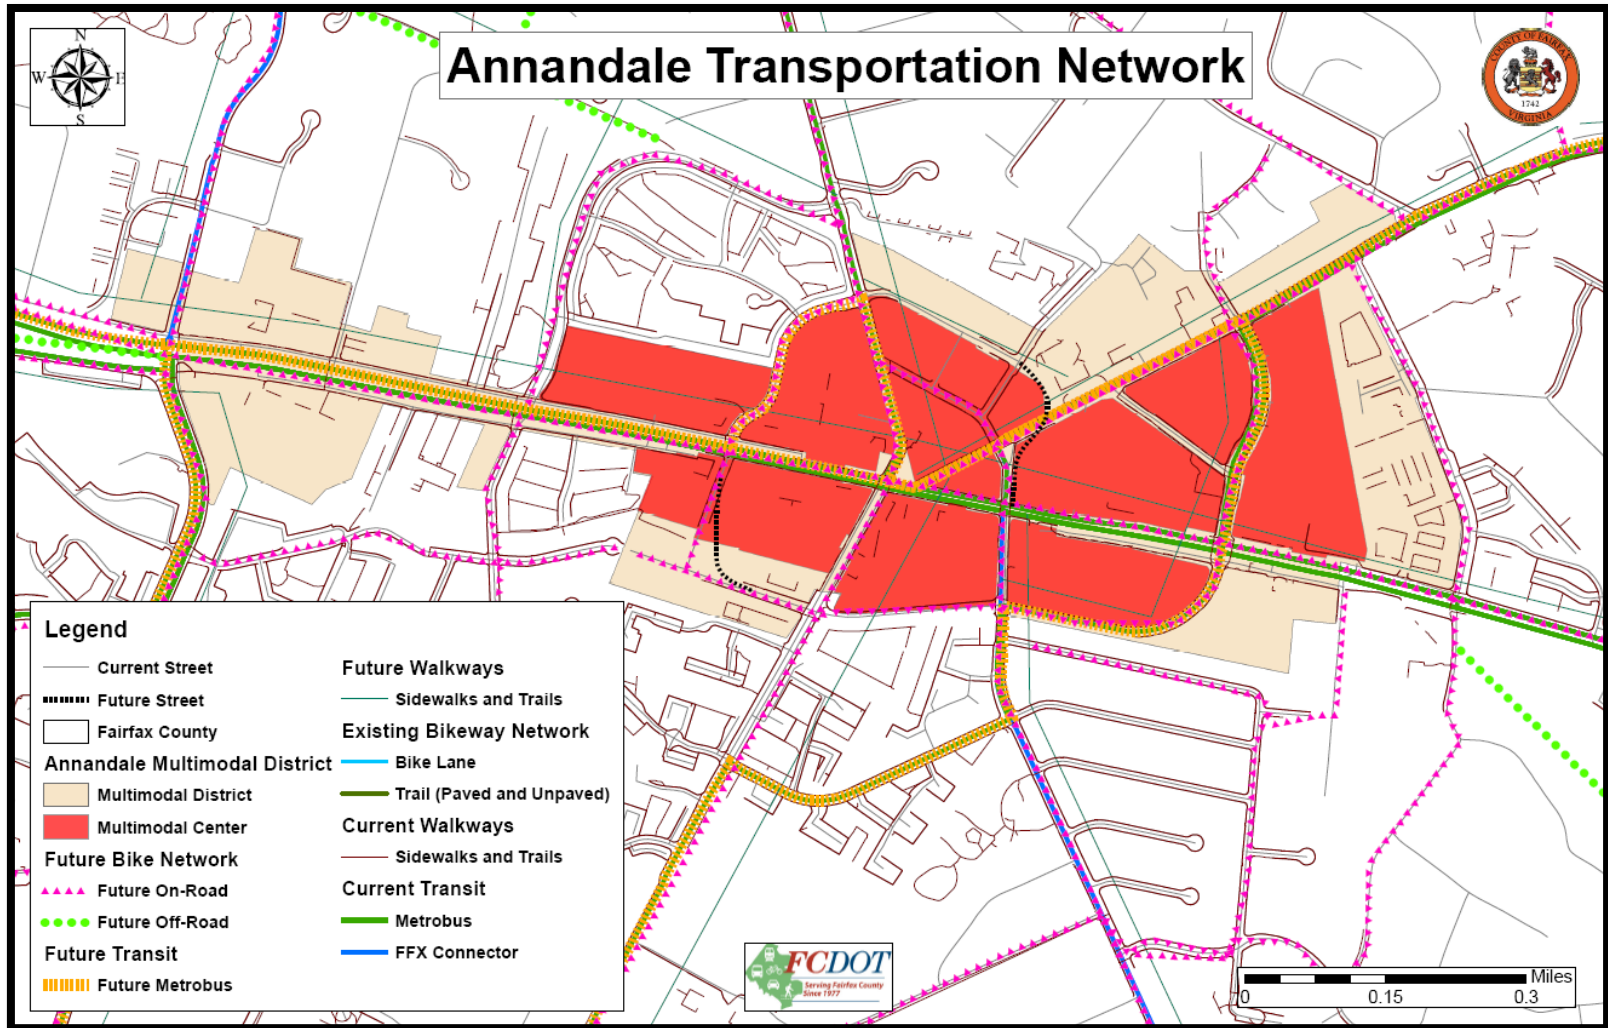 Annandale Transportation Network
N
W E
S
COUNTY OF FAIRFAX
1742
VIRGINIA
Legend
Current Street
Future Street
Fairfax County
Annandale Multimodal District
Multimodal District
Multimodal Center
Future Bike Network
Future On-Road
Future Off-Road
Future Transit
Future Metrobus
Future Walkways
Sidewalks and Trails
Existing Bikeway Network
Bike Lane
Trail (Paved and Unpaved)
Current Walkways
Sidewalks and Trails
Current Transit
Metrobus
FFX Connector
FCDOT
Serving Fairfax County
Since 1977
Miles
0 0.15 0.3